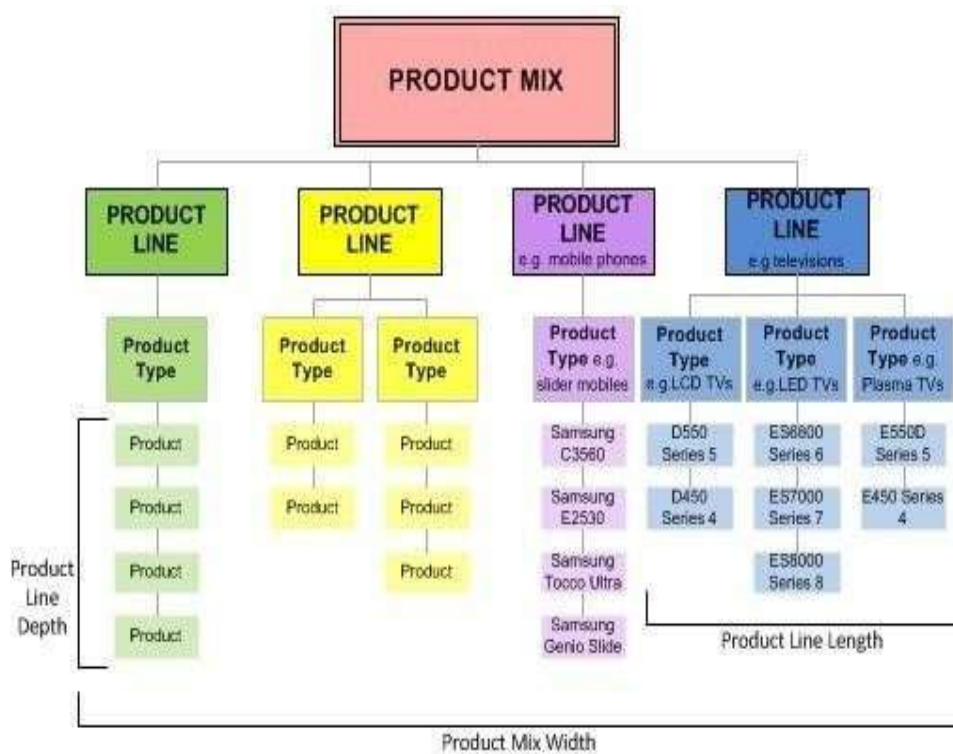 PRODUCT MIX
PRODUCT
LINE
PRODUCT
LINE
PRODUCT
LINE
e.g. mobile phones
PRODUCT
LINE
e.g televisions
Product
Type
Product
Type
Product
Type
Product
Type e.g.
slider mobiles
Product
Type
e.g.LCD TVs
Product
Type
e.g.LED TVs
Product
Type e.g.
Plasma TVs
Product
Product
Product
Product
Product
Product
Product
Product
Product
Samsung
C3560
Samsung
E2530
Samsung
Tocco Ultra
Samsung
Genio Slide
D550
Series 5
D450
Series 4
ES6800
Series 6
ES7000
Series 7
ES8000
Series 8
E550D
Series 5
E450 Series
4
Product
Line
Depth
Product Line Length
Product Mix Width